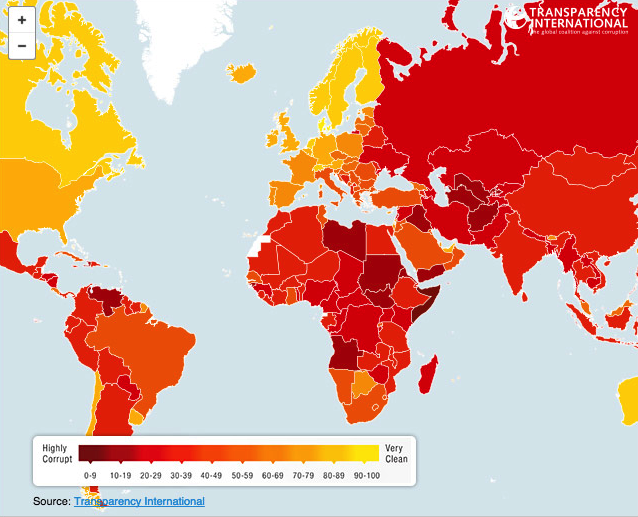 +
−
TRANSPARENCY
INTERNATIONAL
the global coalition against corruption
Highly
Corrupt
Very
Clean
0-9 10-19 20-29 30-39 40-49 50-59 60-69 70-79 80-89 90-100
Source: Transparency International